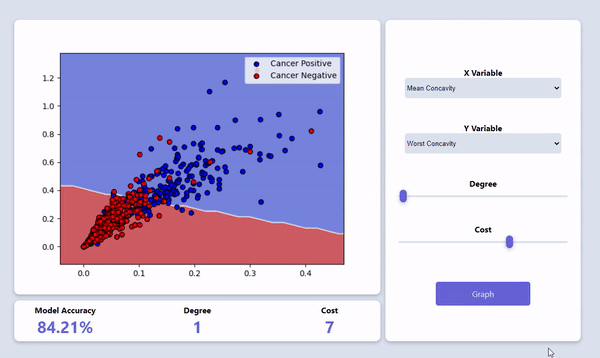 Cancer Positive
Cancer Negative
1.2
1.0
0.8
0.6
0.4
0.2
0.0
0.0 0.1 0.2 0.3 0.4
Model Accuracy Degree Cost
84.21% 1 7
X Variable
Mean Concavity
Y Variable
Worst Concavity
Degree
Cost
Graph